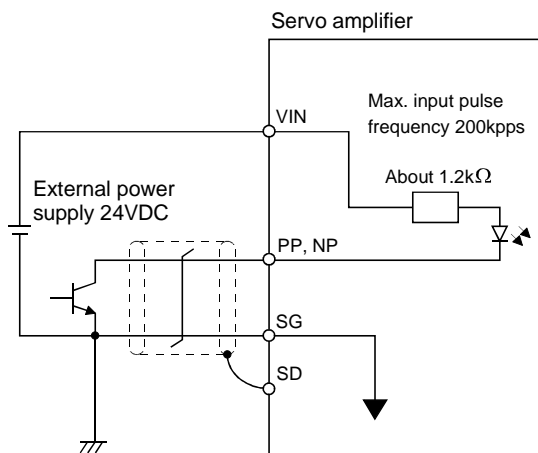 Servo amplifier
VIN
Max. input pulse
frequency 200kpps
About 1.2kΩ
External power
supply 24VDC
PP, NP
SG
SD